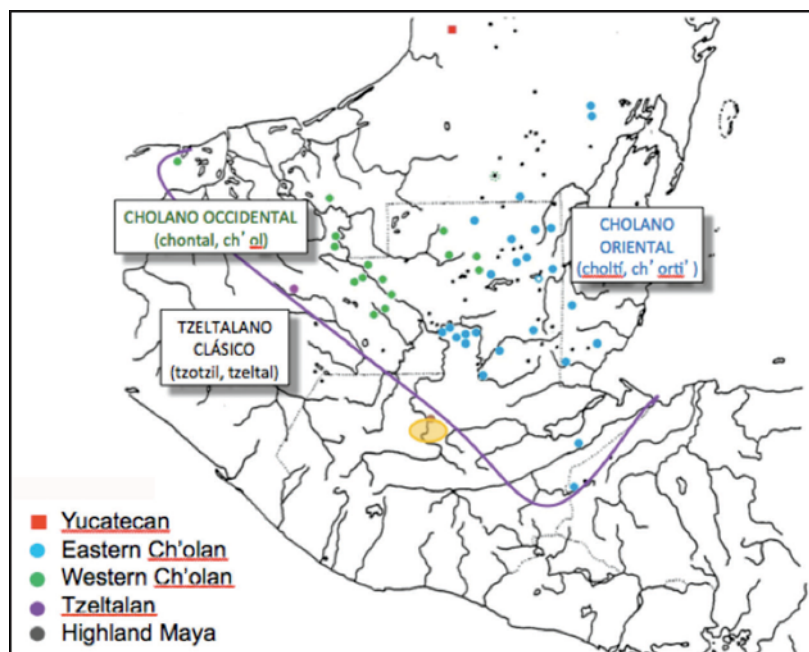 CHOLANO OCCIDENTAL
(chontal, ch' ol)
CHOLANO
ORIENTAL
(choltí, ch' orti')
TZELTALANO
CLÁSICO
(tzotzil, tzeltal)
Yucatecan
Eastern Ch'olan
Western Ch'olan
Tzeltalan
Highland Maya